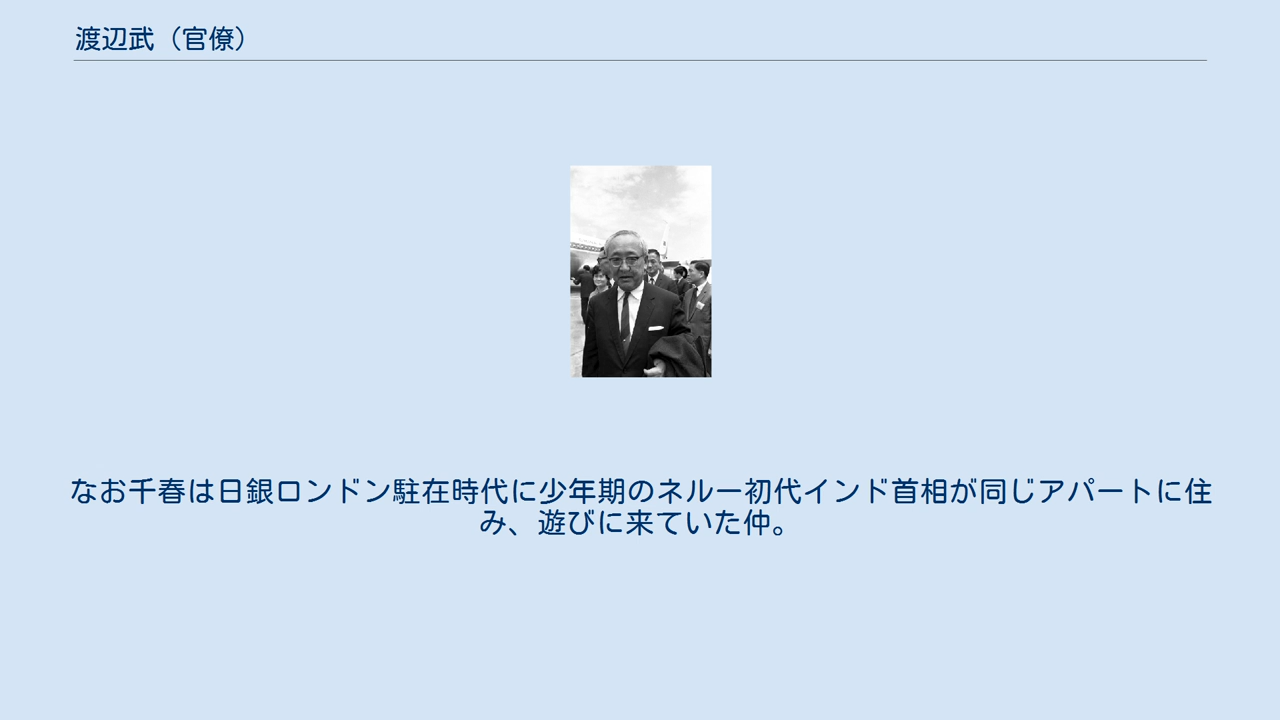 渡辺武（官僚）
なお千春は日銀ロンドン駐在時代に少年期のネルー初代インド首相が同じアパートに住
み、遊びに来ていた仲。